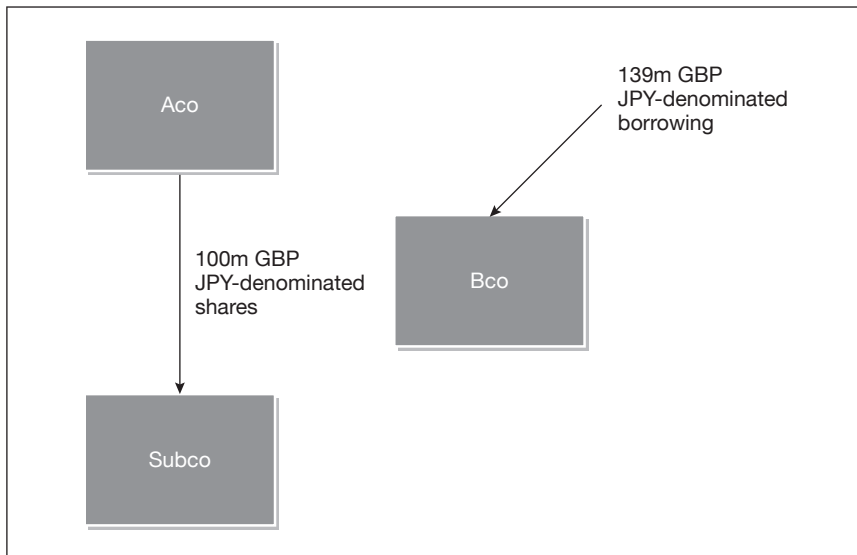 Aco
139m GBP
JPY-denominated
borrowing
100m GBP
JPY-denominated
shares
Bco
Subco